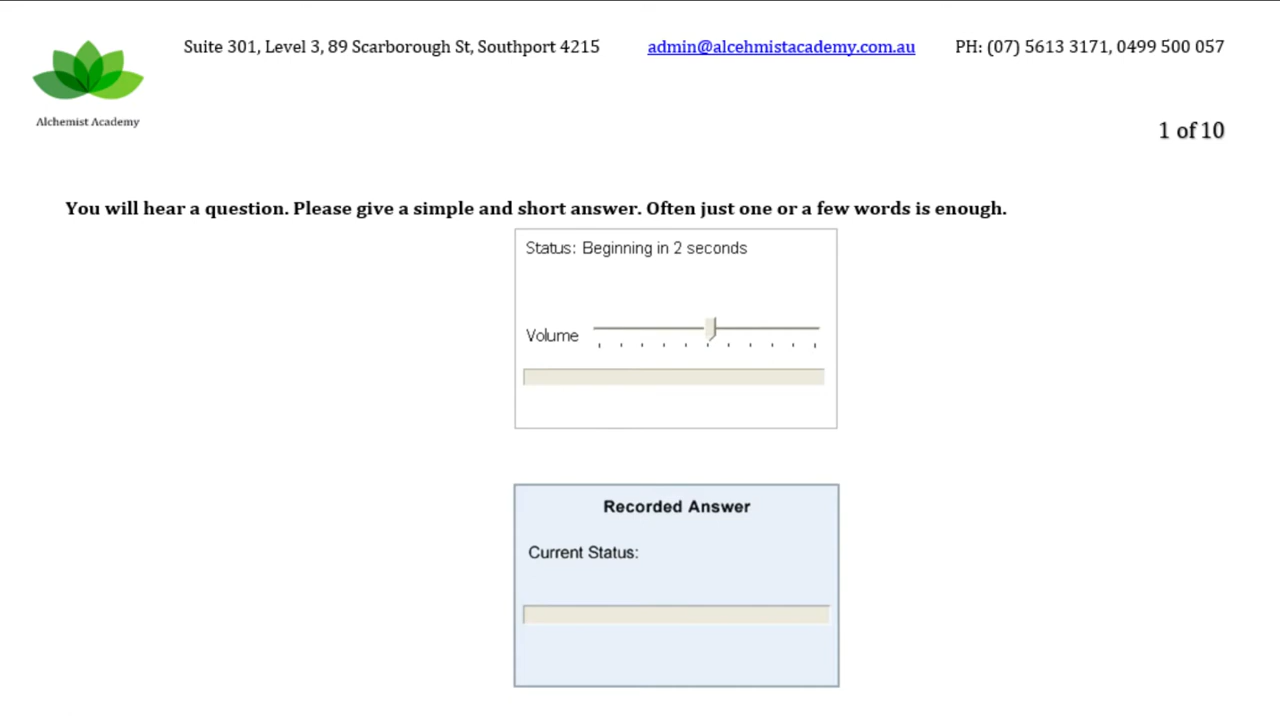 Suite 301, Level 3, 89 Scarborough St, Southport 4215 admin@alcehmistacademy.com.au PH: (07) 5613 3171, 0499 500 057
Alchemist Academy
1 of 10
You will hear a question. Please give a simple and short answer. Often just one or a few words is enough.
Status: Beginning in 2 seconds
Volume
Recorded Answer
Current Status: